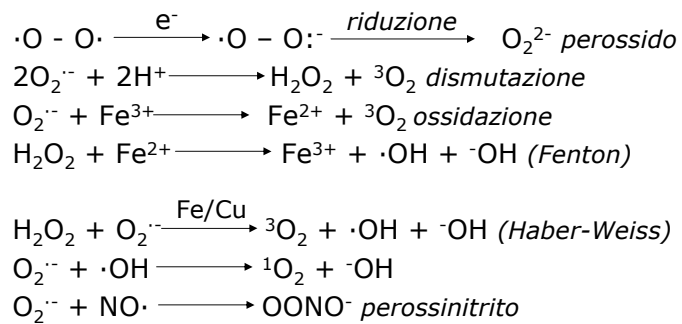 ·O - O· e⁻ → ·O – O:⁻ riduzione → O₂²⁻ perossido
2O₂·⁻ + 2H⁺ → H₂O₂ + ³O₂ dismutazione
O₂·⁻ + Fe³⁺ → Fe²⁺ + ³O₂ ossidazione
H₂O₂ + Fe²⁺ → Fe³⁺ + ·OH + ⁻OH (Fenton)
H₂O₂ + O₂·⁻ Fe/Cu → ³O₂ + ·OH + ⁻OH (Haber-Weiss)
O₂·⁻ + ·OH → ¹O₂ + ⁻OH
O₂·⁻ + NO· → OONO⁻ perossinitrito